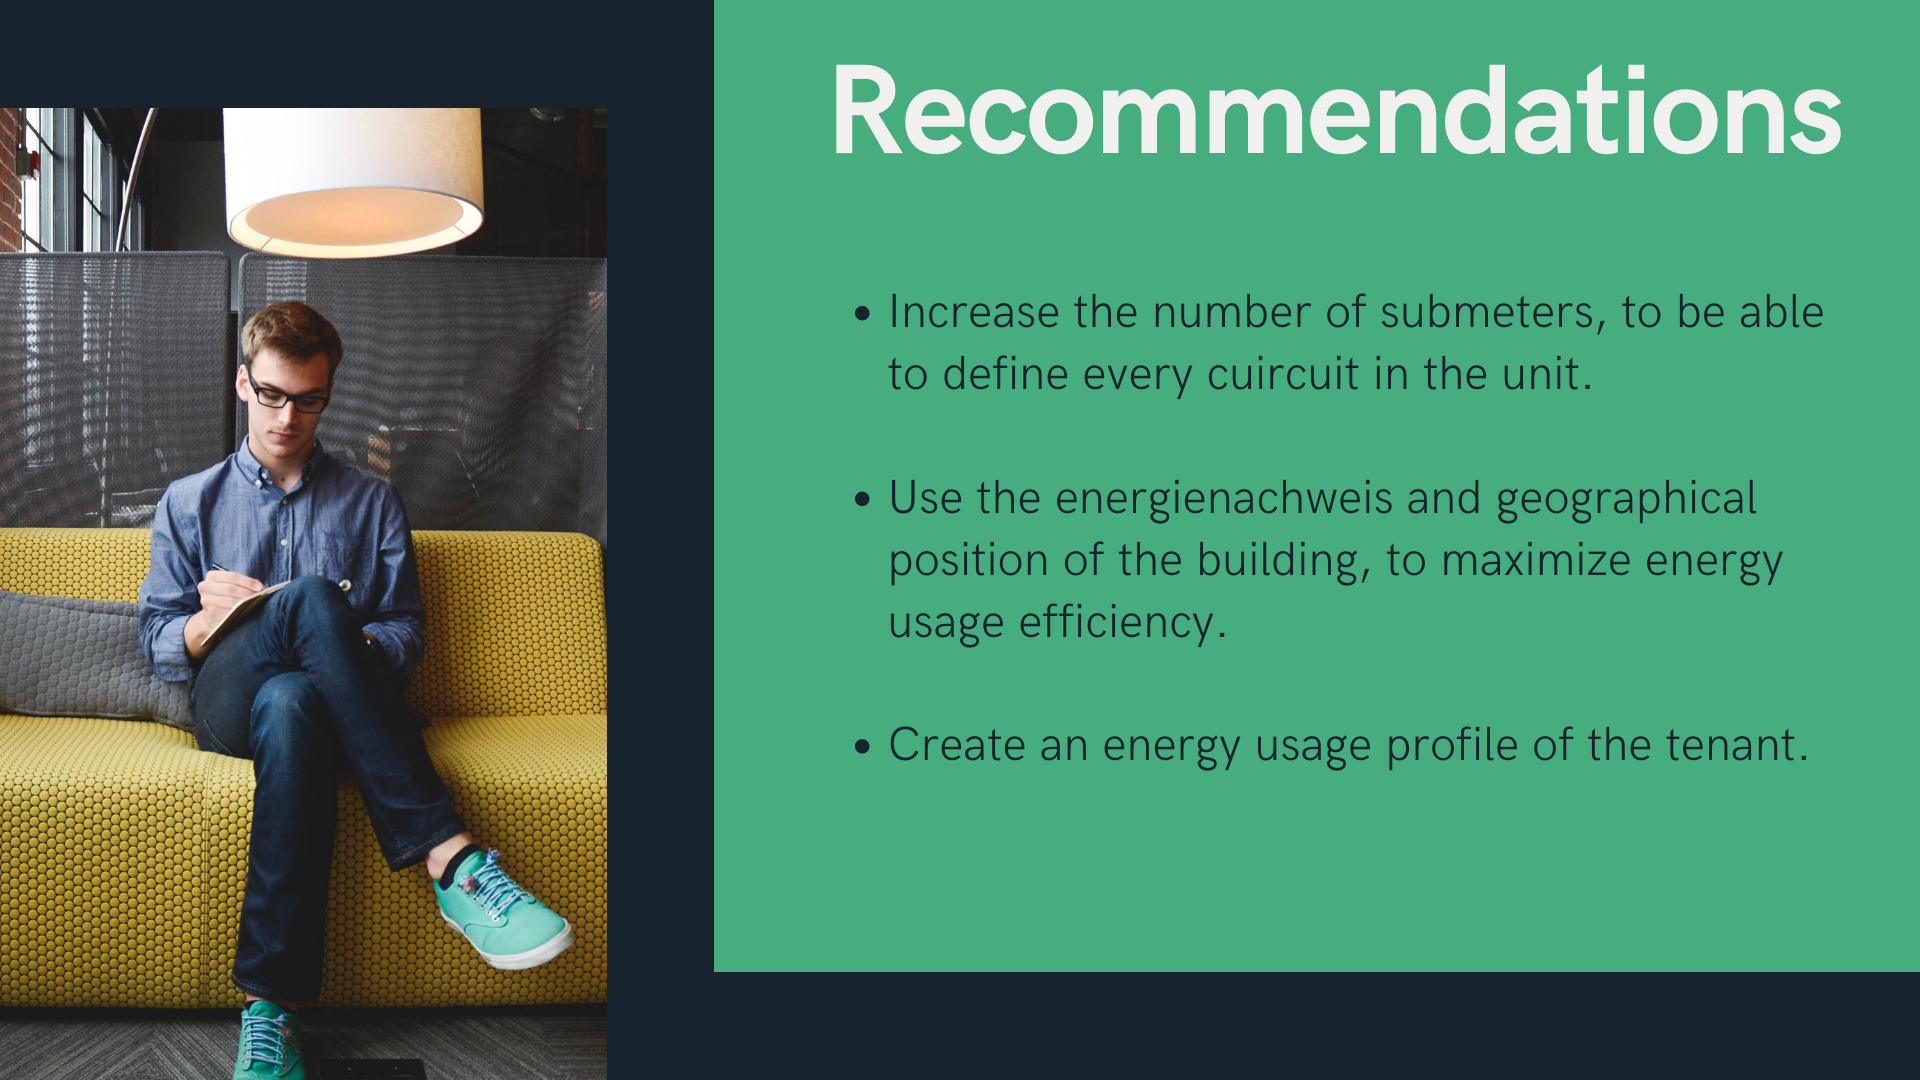 Recommendations
• Increase the number of submeters, to be able
to define every cuircuit in the unit.
• Use the energienachweis and geographical
position of the building, to maximize energy
usage efficiency.
• Create an energy usage profile of the tenant.